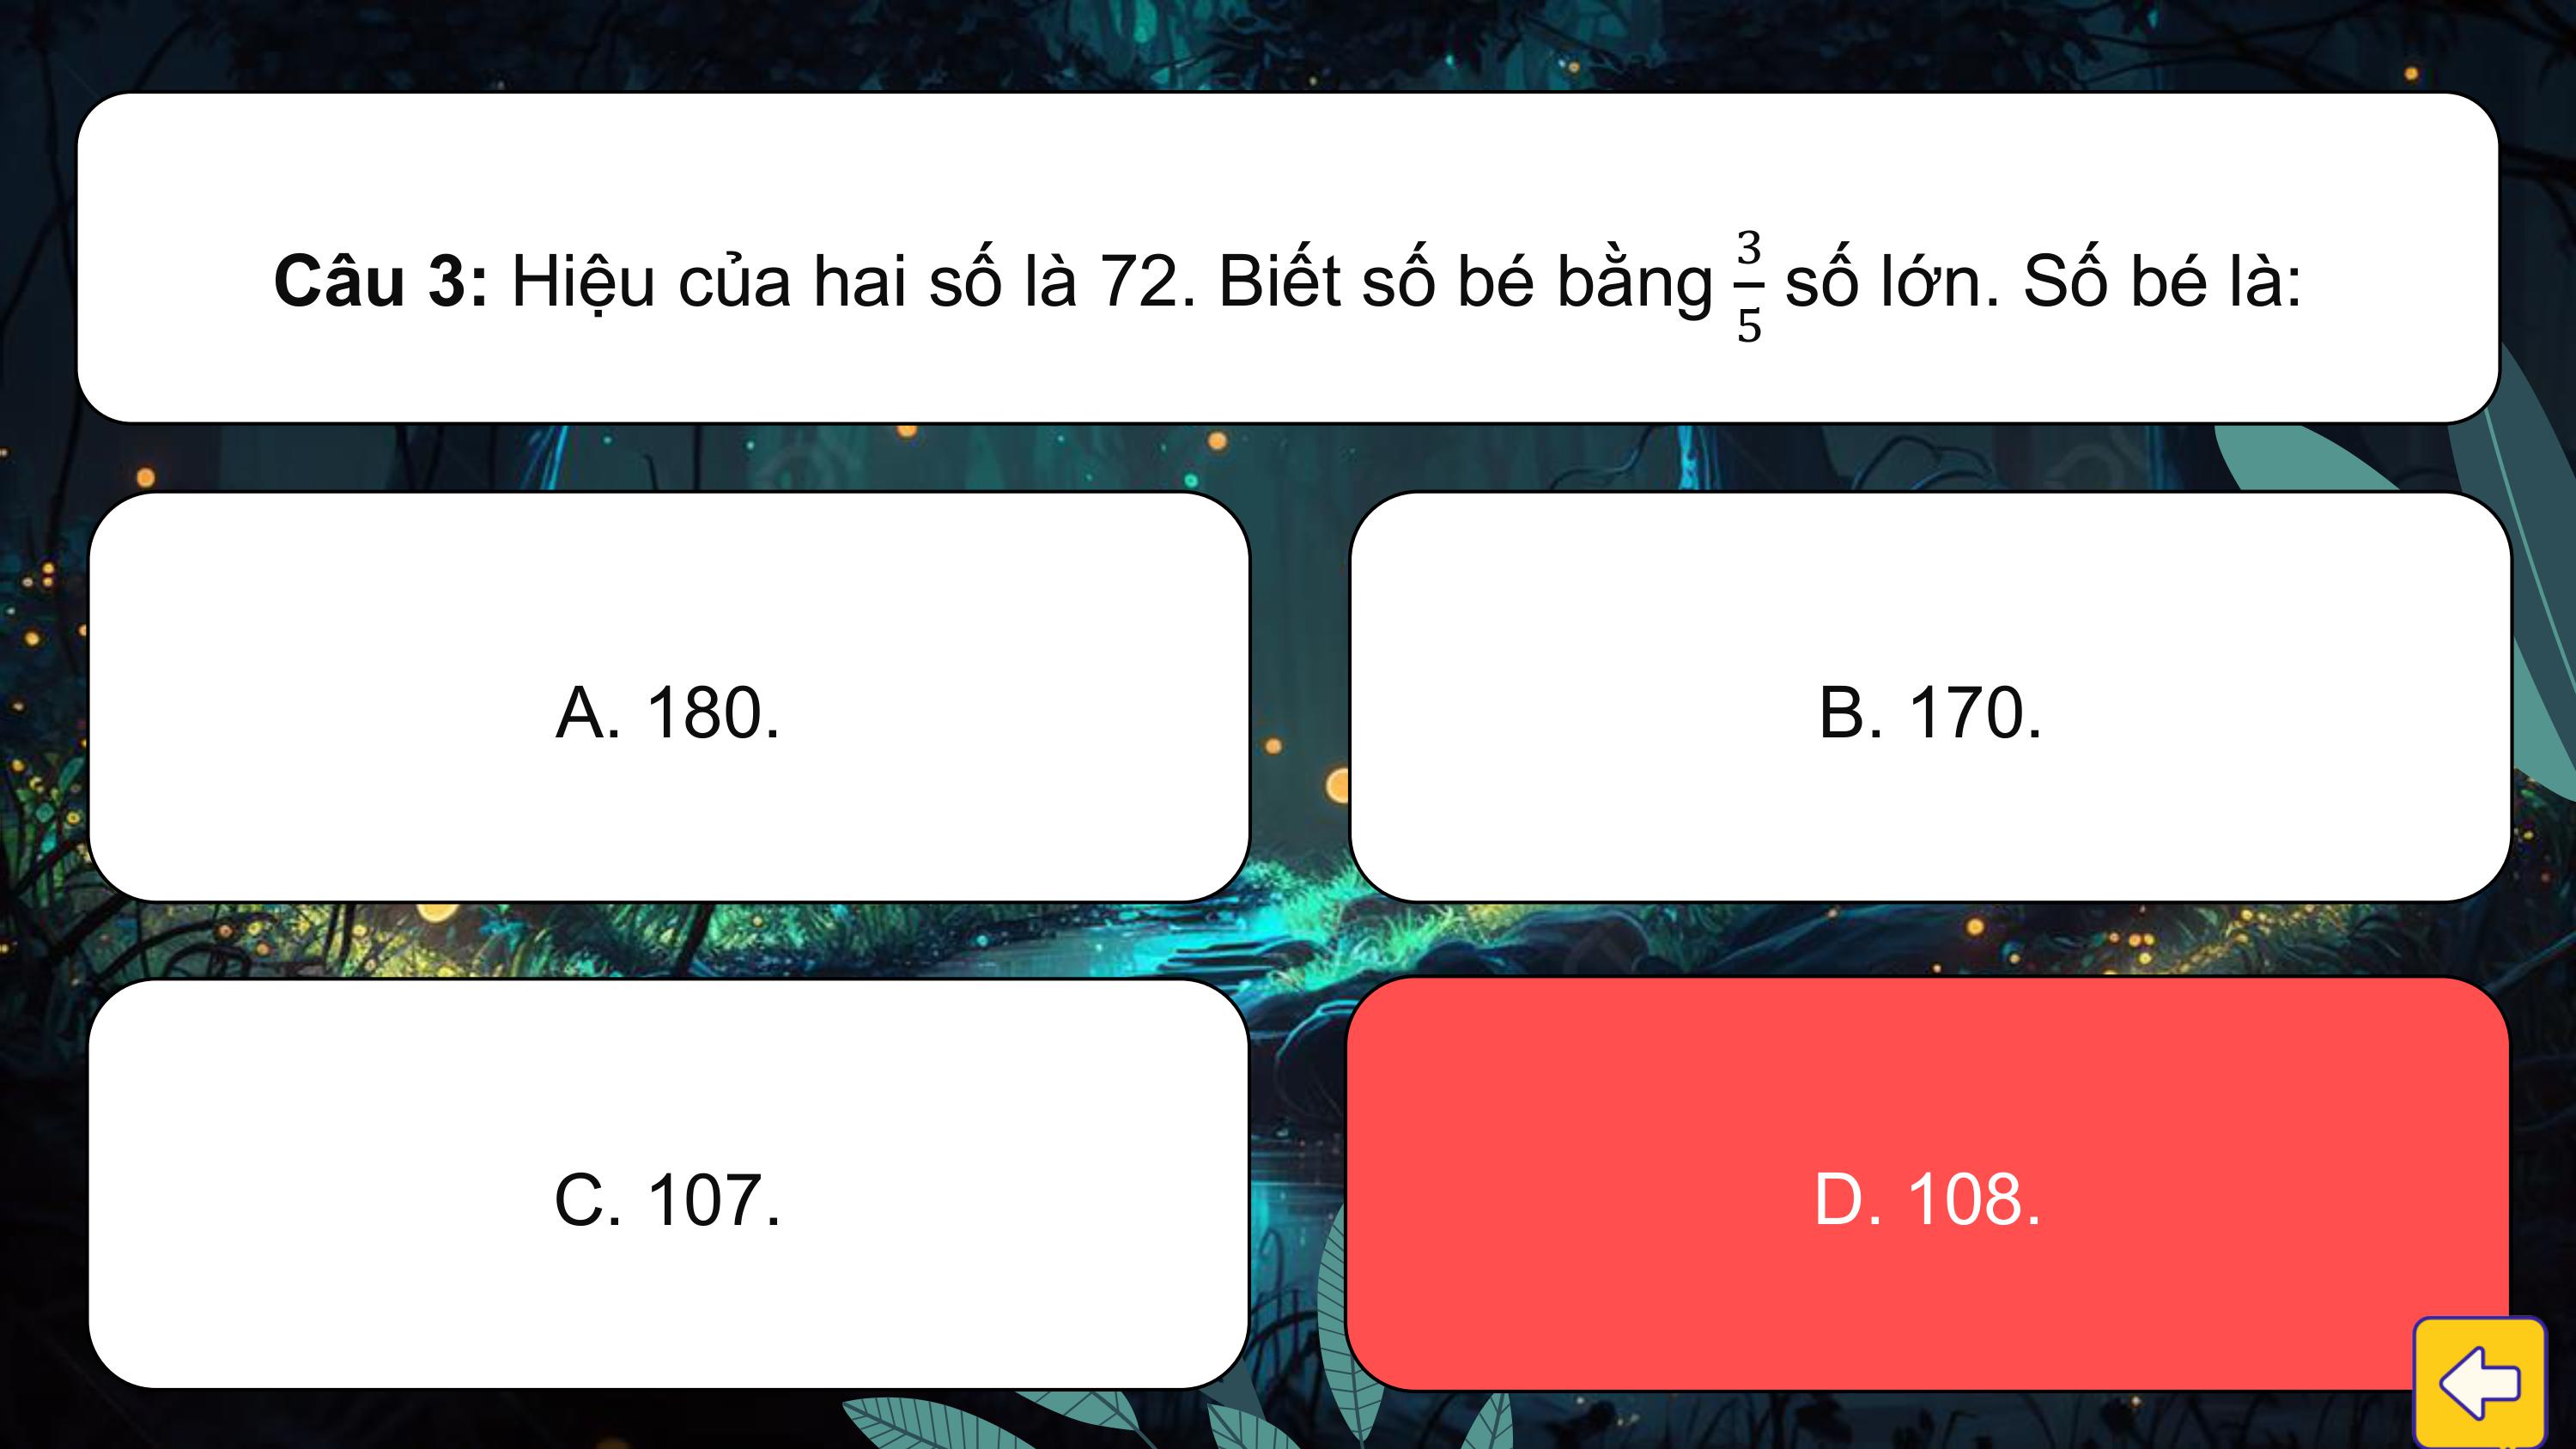 Câu 3: Hiệu của hai số là 72. Biết số bé bằng 3/5 số lớn. Số bé là:
A. 180.
B. 170.
C. 107.
D. 108.